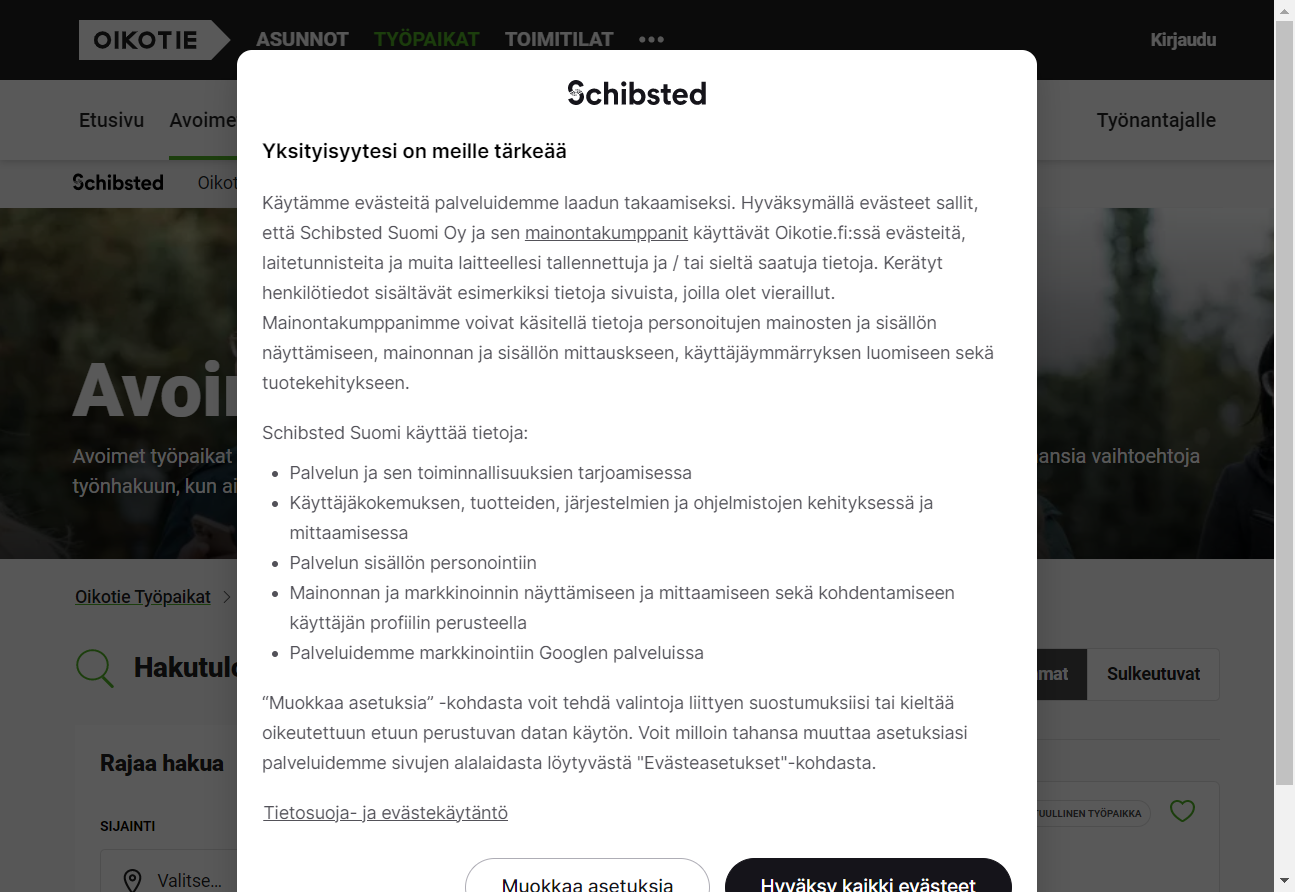 OIKOTIE ASUNNOT TYÖPAIKAT TOIMITILAT ••• Kirjaudu
Etusivu Avoime Työnantajalle
Schibsted Oikot
Schibsted
Yksityisyytesi on meille tärkeää
Käytämme evästeitä palveluidemme laadun takaamiseksi. Hyväksymällä evästeet sallit,
että Schibsted Suomi Oy ja sen mainontakumppanit käyttävät Oikotie.fi:ssä evästeitä,
laitetunnisteita ja muita laitteellesi tallennettuja ja / tai sieltä saatuja tietoja. Kerätyt
henkilötiedot sisältävät esimerkiksi tietoja sivuista, joilla olet vieraillut.
Mainontakumppanimme voivat käsitellä tietoja personoitujen mainosten ja sisällön
näyttämiseen, mainonnan ja sisällön mittaukseen, käyttäjäymmärryksen luomiseen sekä
tuotekehitykseen.
Schibsted Suomi käyttää tietoja:
• Palvelun ja sen toiminnallisuuksien tarjoamisessa
• Käyttäjäkokemuksen, tuotteiden, järjestelmien ja ohjelmistojen kehityksessä ja
mittaamisessa
• Palvelun sisällön personointiin
• Mainonnan ja markkinoinnin näyttämiseen ja mittaamiseen sekä kohdentamiseen
käyttäjän profiilin perusteella
• Palveluidemme markkinointiin Googlen palveluissa
“Muokkaa asetuksia” -kohdasta voit tehdä valintoja liittyen suostumuksiisi tai kieltää
oikeutettuun etuun perustuvan datan käytön. Voit milloin tahansa muuttaa asetuksiasi
palveluidemme sivujen alalaidasta löytyvästä "Evästeasetukset"-kohdasta.
Tietosuoja- ja evästekäytäntö
Muokkaa asetuksia Hyväksy kaikki evästeet
Avoi
Avoimet työpaikat ansia vaihtoehtoja
työnhakuun, kun ai
Oikotie Työpaikat >
Hakutulo mat Sulkeutuvat
Rajaa hakua
TUULLINEN TYÖPAIKKA
SIJAINTI
Valitse...